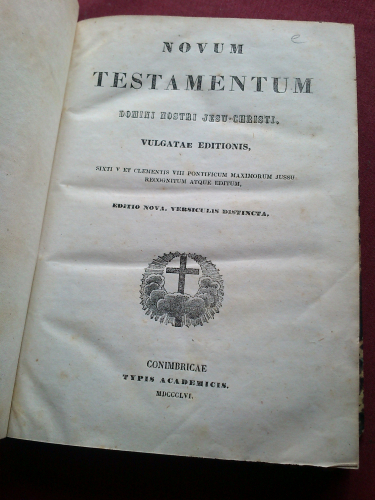 NOVUM
TESTAMENTUM
DOMINI NOSTRI JESU-CHRISTI,
VULGATAE EDITIONIS,
SIXTI V ET CLEMENTIS VIII PONTIFICUM MAXIMORUM JUSSU
RECOGNITUM ATQUE EDITUM,
EDITIO NOVA, VERSICULIS DISTINCTA,
CONIMBRICAE
TYPIS ACADEMICIS.
MDCCCLVI.